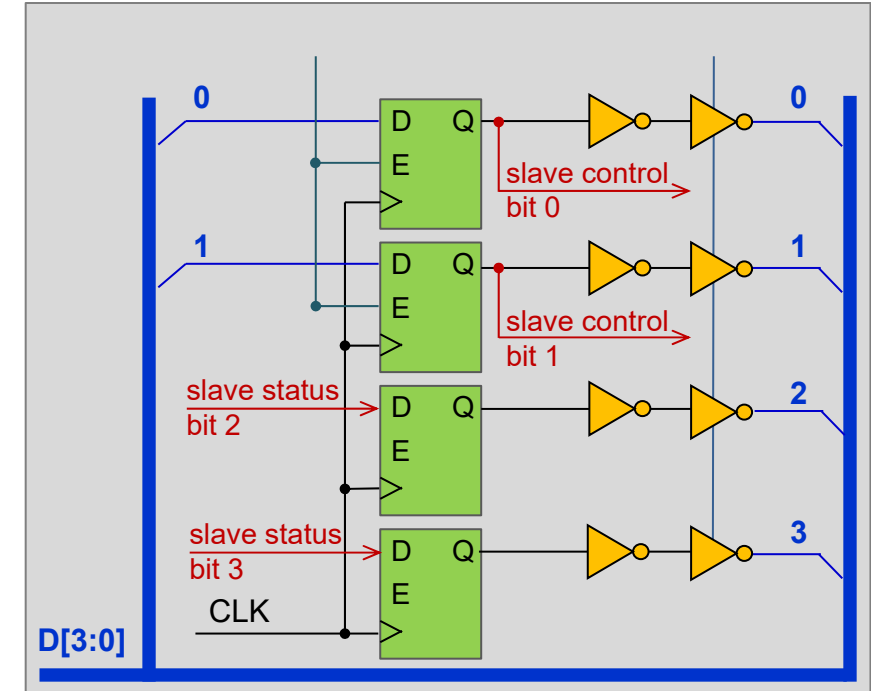 0
0
D Q
E
slave control
bit 0
1
1
D Q
E
slave control
bit 1
slave status
bit 2
D Q
E
2
slave status
bit 3
D Q
E
3
CLK
D[3:0]